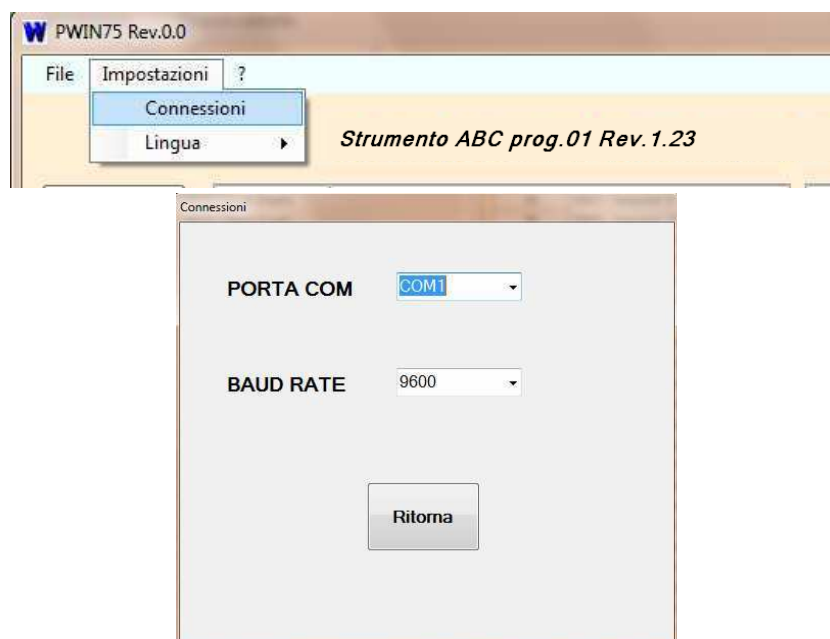 PWIN75 Rev.0.0
File Impostazioni ?
Connessioni
Lingua
Strumento ABC prog.01 Rev.1.23
Connessioni
PORTA COM COM1
BAUD RATE 9600
Ritorna